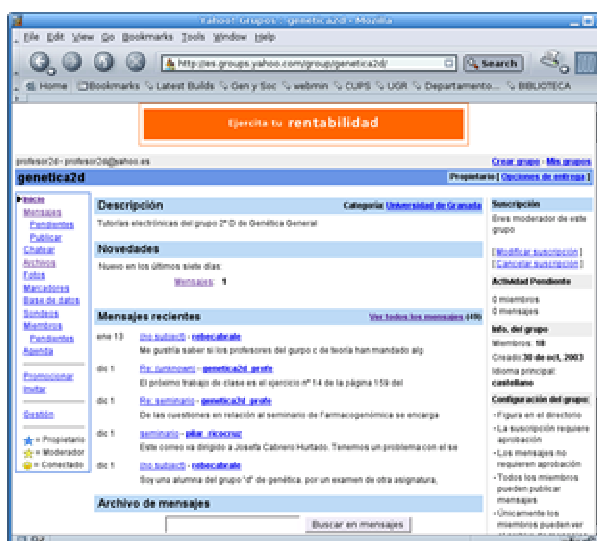 Yahoo! Grupos : genetica2d - Mozilla
File Edit View Go Bookmarks Tools Window Help
http://es.groups.yahoo.com/group/genetica2d/ Search
Home Bookmarks Latest Builds Gen y Soc webmin CUPS UGR Departamento... BIBLIOTECA
Ejercita tu rentabilidad
profesor2d - profesor2d@yahoo.es Crear grupo - Mis grupos
genetica2d Propietario [ Opciones de entrega ]
Inicio
Mensajes
Pendientes
Publicar
Chatear
Archivos
Fotos
Marcadores
Base de datos
Sondeos
Miembros
Pendientes
Agenda
Promocionar
Invitar
Gestión
= Propietario
= Moderador
= Conectado
Descripción Categoría: Universidad de Granada
Tutorías electrónicas del grupo 2º D de Genética General
Novedades
Nuevo en los últimos siete días:
Mensajes: 1
Mensajes recientes Ver todos los mensajes (49)
ene 13 (no subject) - rebecabrale
Me gustría saber si los profesores del gurpo c de teoría han mandado alg
dic 1 Re: (unknown) - genetica2d_profe
El próximo trabajo de clase es el ejercicio nº 14 de la página 159 del
dic 1 Re: seminario - genetica2d_profe
De las cuestiones en relación al seminario de Farmacogenómica se encarga
dic 1 seminario - pilar_ricocruz
Este correo va dirigido a Josefa Cabrero Hurtado. Tenemos un problema con el se
dic 1 (no subject) - rebecabrale
Soy una alumna del grupo "d" de genética. por un examen de otra asignatura,
Archivo de mensajes
Buscar en mensajes
Suscripción
Eres moderador de este
grupo
[ Modificar suscripción ]
[ Cancelar suscripción ]
Actividad Pendiente
0 miembros
0 mensajes
Info. del grupo
Miembros: 18
Creado: 30 de oct, 2003
Idioma principal:
castellano
Configuración del grupo:
· Figura en el directorio
· La suscripción requiere
aprobación
· Los mensajes no
requieren aprobación
· Todos los miembros
pueden publicar
mensajes
· Únicamente los
miembros pueden ver